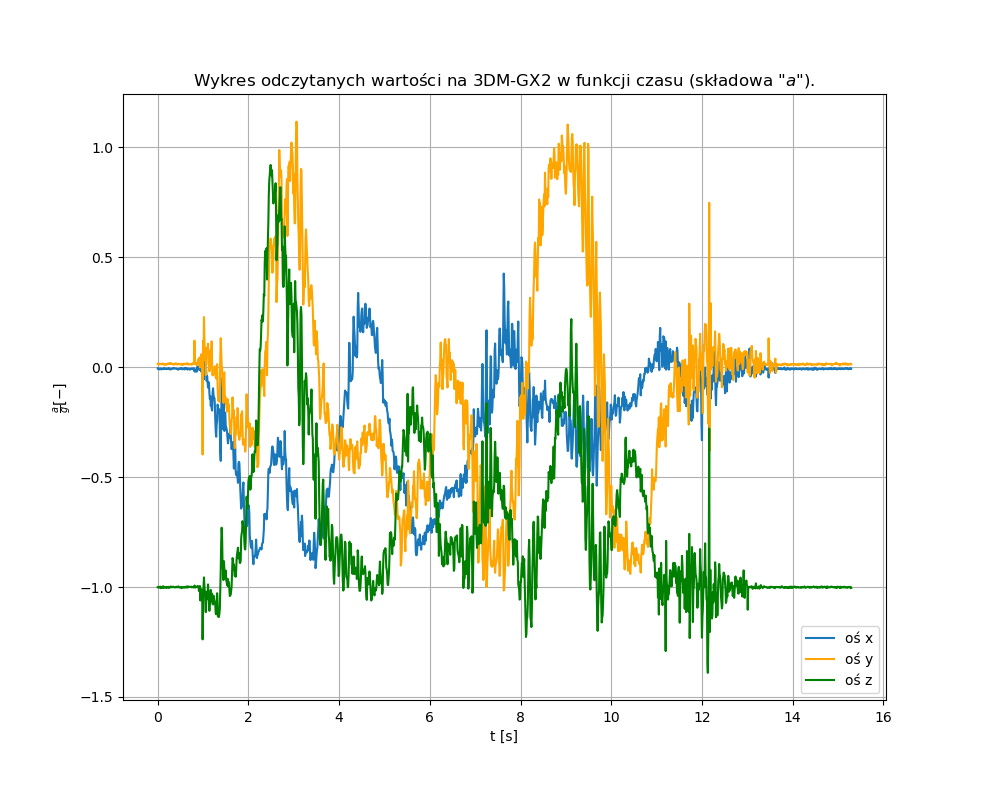 Wykres odczytanych wartości na 3DM-GX2 w funkcji czasu (składowa "a").
1.0
0.5
0.0
−0.5
−1.0
−1.5
a/g [−]
0 2 4 6 8 10 12 14 16
t [s]
oś x
oś y
oś z